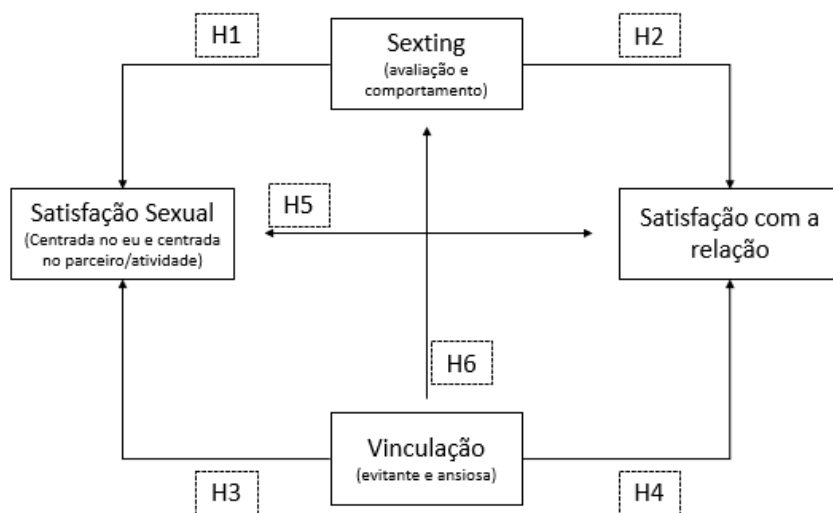 H1
Sexting
(avaliação e
comportamento)
H2
Satisfação Sexual
(Centrada no eu e centrada
no parceiro/atividade)
H5
Satisfação com a
relação
H6
Vinculação
(evitante e ansiosa)
H3
H4